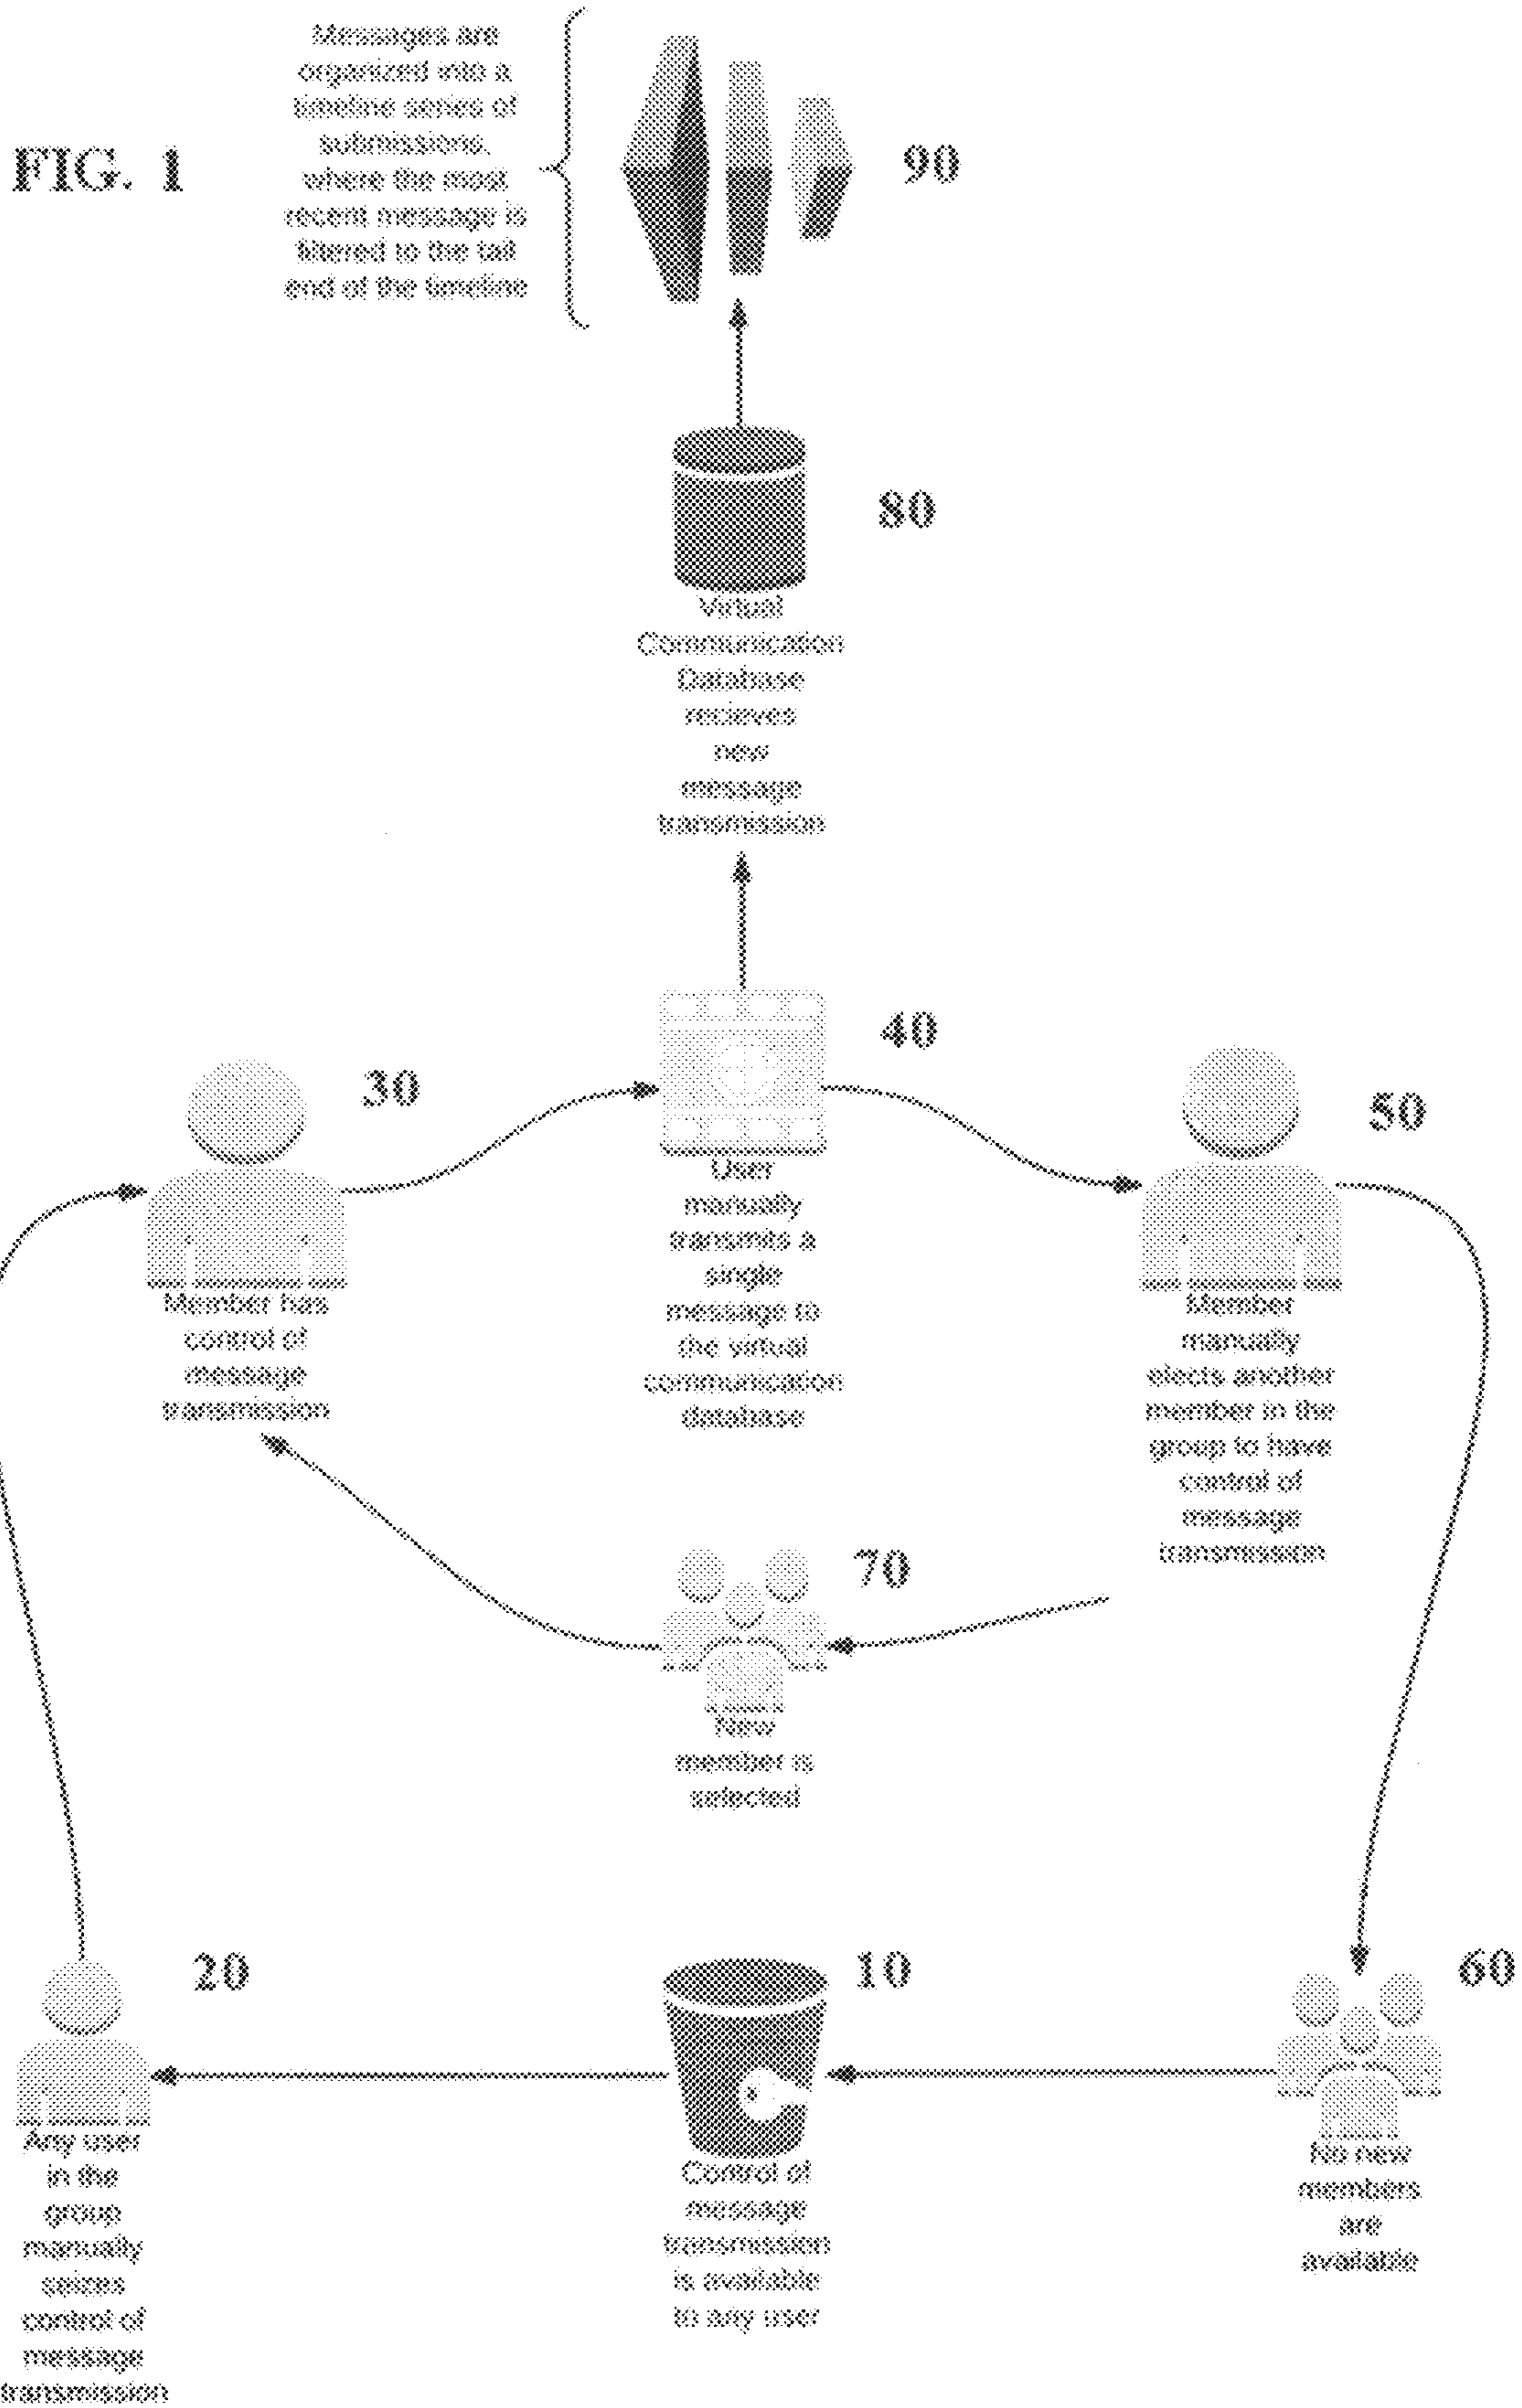 FIG. 1
Messages are
organized into a
timeline series of
submissions,
where the most
recent message is
filtered to the tail
end of the timeline
90
80
Virtual
Communication
Database
recieves
new
message
transmission
40
User
manually
transmits a
single
message to
the virtual
communication
database
30
Member has
control of
message
transmission
50
Member
manually
elects another
member in the
group to have
control of
message
transmission
70
New
member is
selected
20
Any user
in the
group
manually
seizes
control of
message
transmission
10
Control of
message
transmission
is available
to any user
60
No new
members
are
available